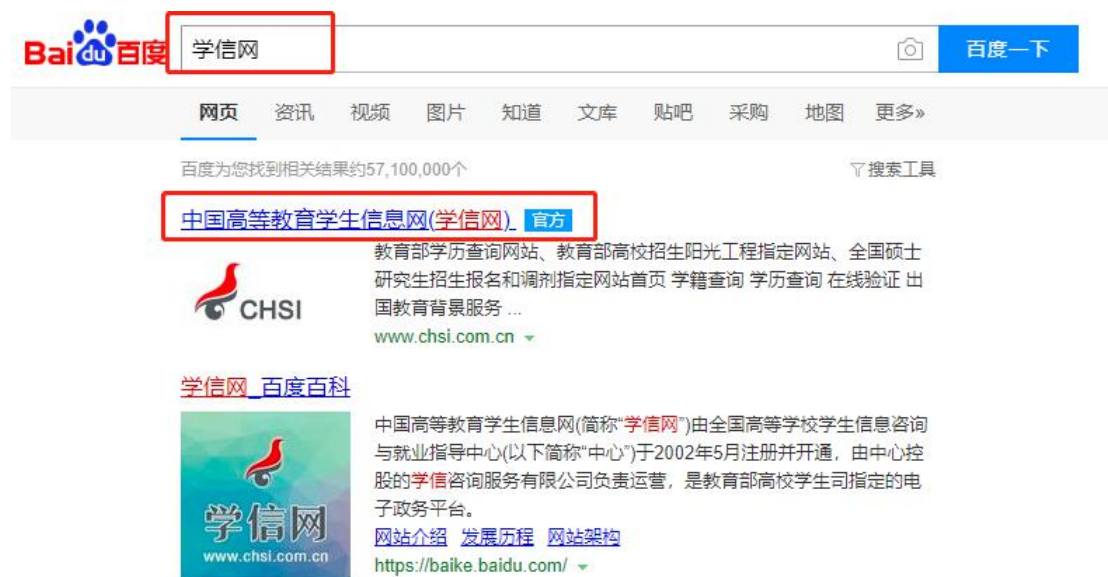 Bai du 百度 学信网 百度一下
网页 资讯 视频 图片 知道 文库 贴吧 采购 地图 更多»
百度为您找到相关结果约57,100,000个 搜索工具
中国高等教育学生信息网(学信网) 官方
教育部学历查询网站、教育部高校招生阳光工程指定网站、全国硕士
研究生招生报名和调剂指定网站首页 学籍查询 学历查询 在线验证 出
国教育背景服务 ...
www.chsi.com.cn
CHSI
学信网_百度百科
中国高等教育学生信息网(简称“学信网”)由全国高等学校学生信息咨询
与就业指导中心(以下简称“中心”)于2002年5月注册并开通，由中心控
股的学信咨询服务有限公司负责运营，是教育部高校学生司指定的电
子政务平台。
网站介绍 发展历程 网站架构
https://baike.baidu.com/
学信网
www.chsi.com.cn